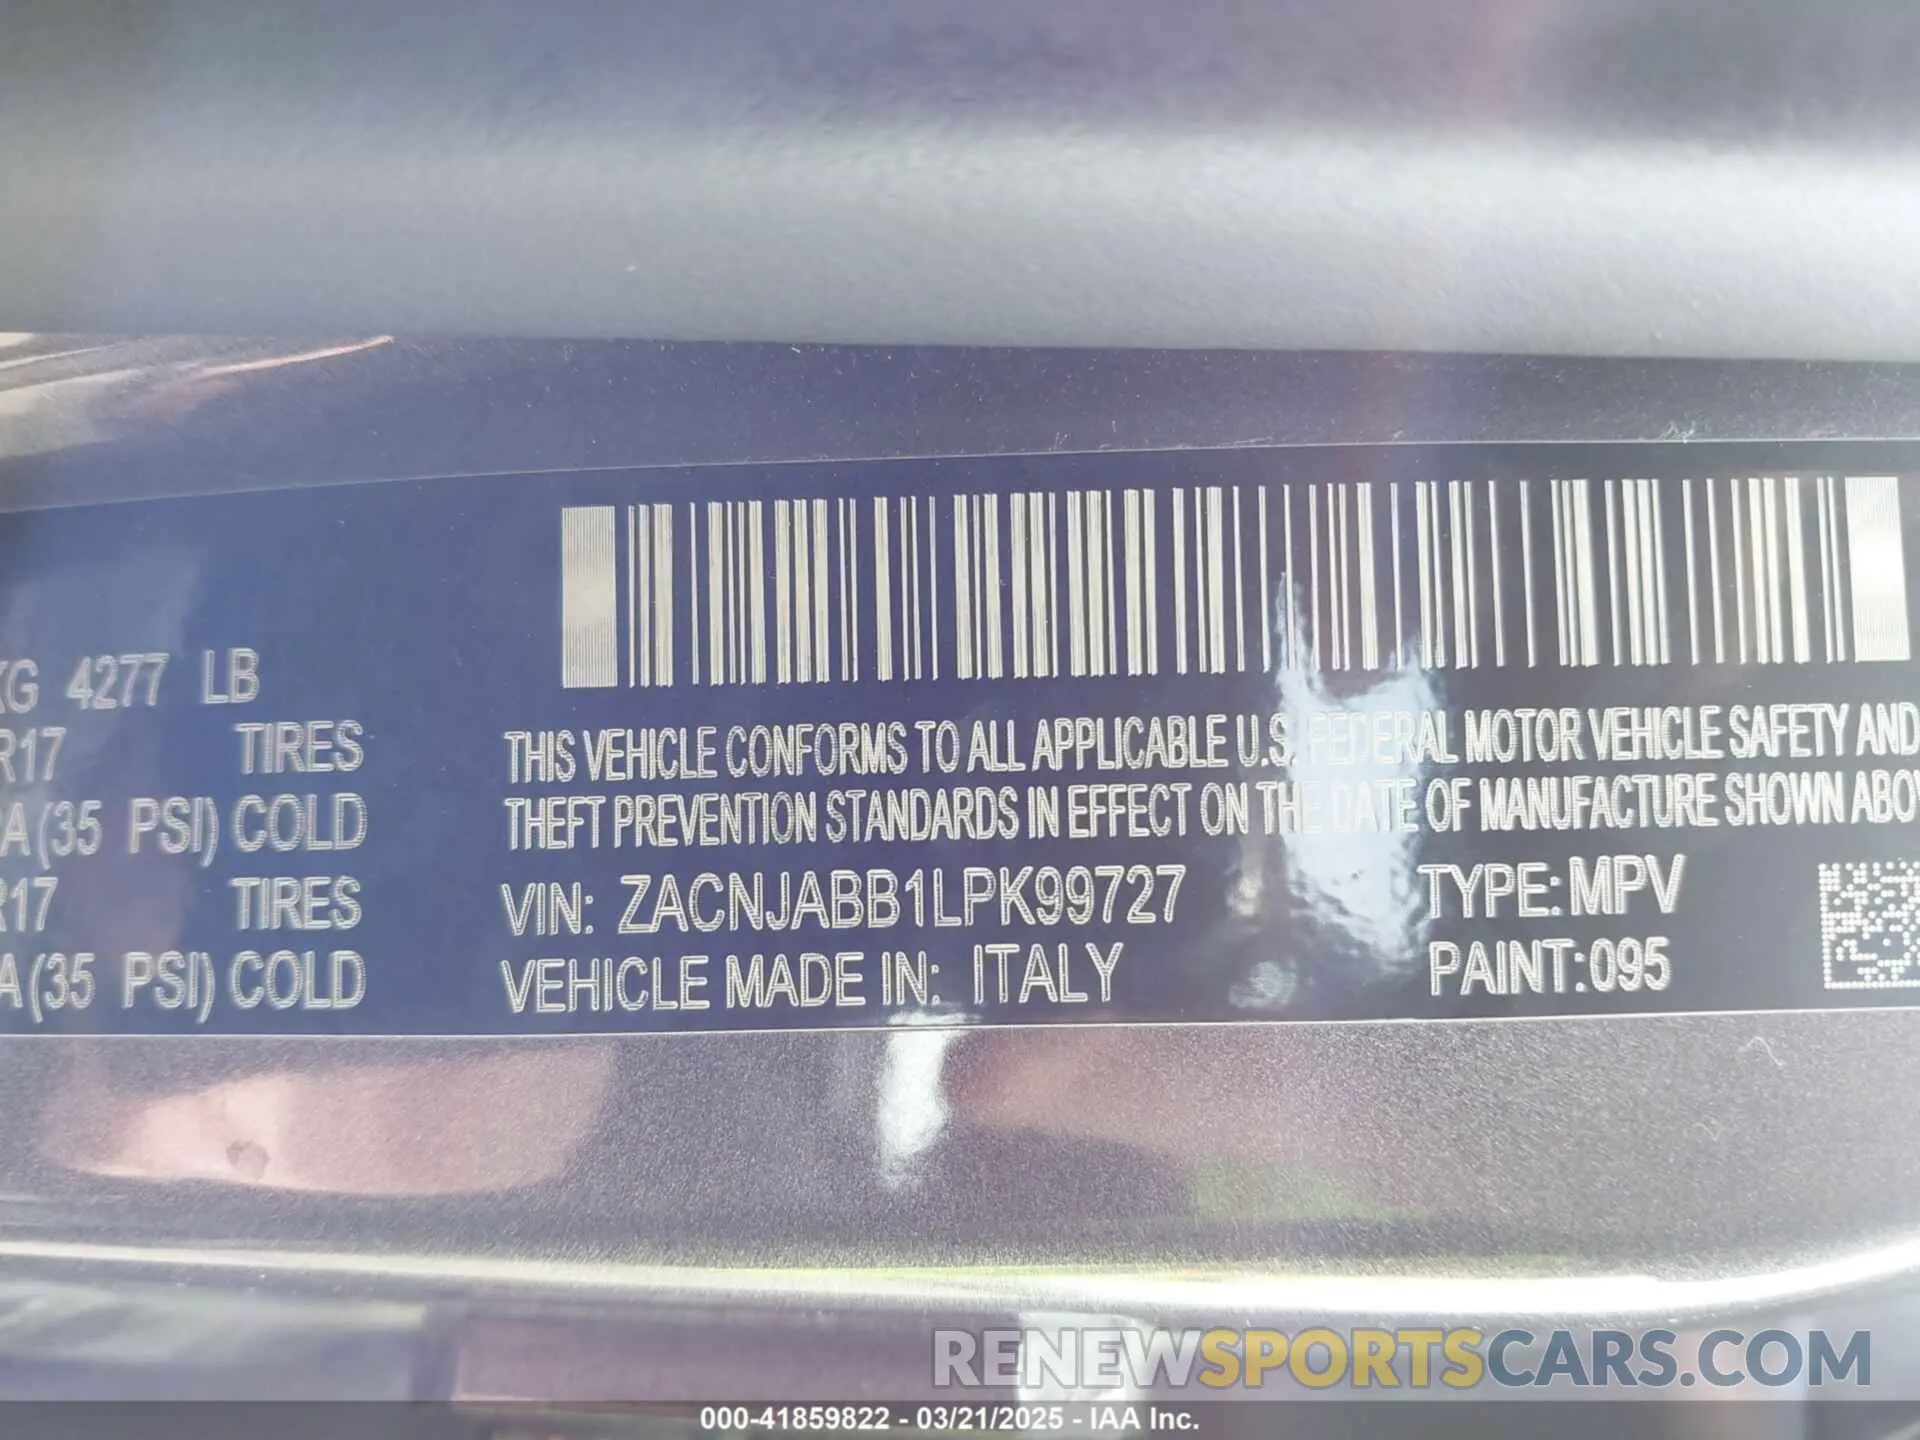 KG 4277 LB
R17 TIRES
PA (35 PSI) COLD
R17 TIRES
A (35 PSI) COLD
THIS VEHICLE CONFORMS TO ALL APPLICABLE U.S. FEDERAL MOTOR VEHICLE SAFETY AND
THEFT PREVENTION STANDARDS IN EFFECT ON THE DATE OF MANUFACTURE SHOWN ABOV
VIN: ZACNJABB1LPK99727 TYPE: MPV
VEHICLE MADE IN: ITALY PAINT: 095
RENEWSPORTSCARS.COM
000-41859822 - 03/21/2025 - IAA Inc.